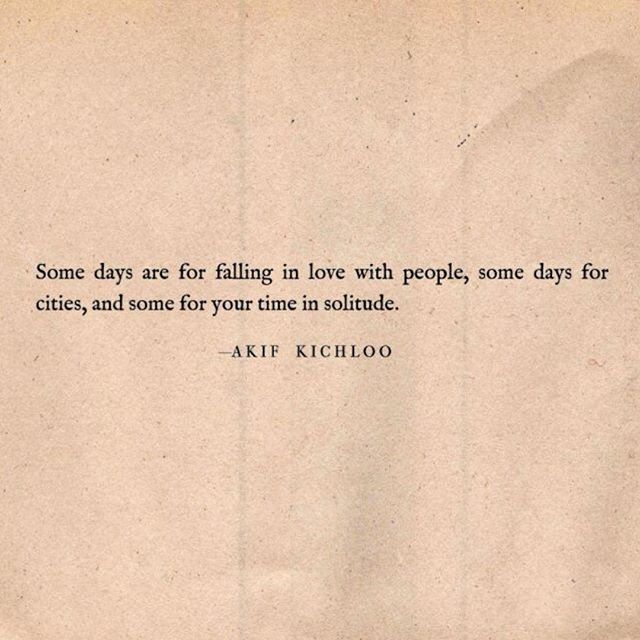 Some days are for falling in love with people, some days for
cities, and some for your time in solitude.
—AKIF KICHLOO